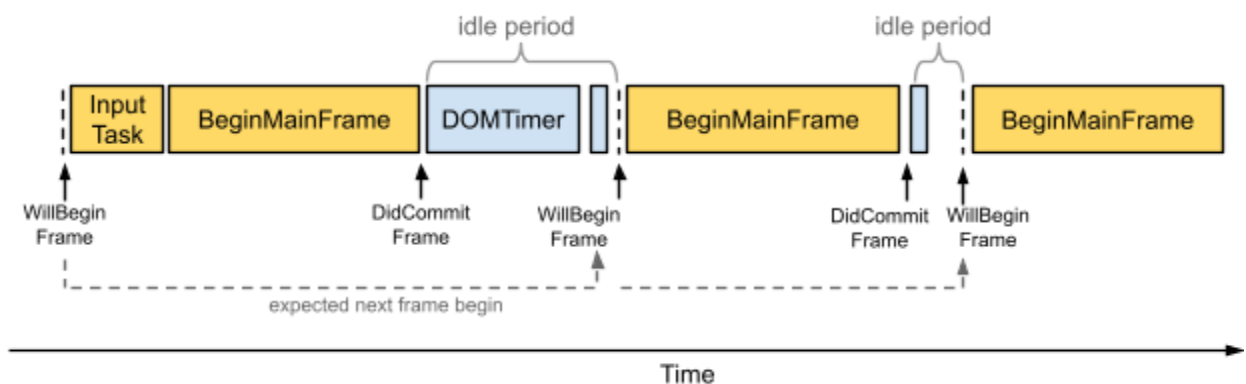 idle period
idle period
Input
Task
BeginMainFrame
DOMTimer
BeginMainFrame
BeginMainFrame
WillBegin
Frame
DidCommit
Frame
WillBegin
Frame
DidCommit
Frame
WillBegin
Frame
expected next frame begin
Time